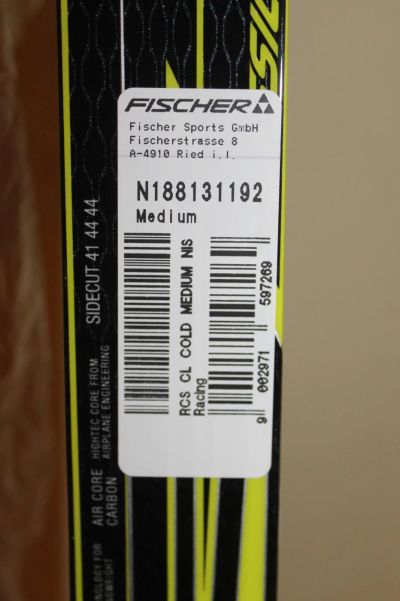 FISCHER
Fischer Sports GmbH
Fischerstrasse 8
A-4910 Ried i.I.
N188131192
Medium
RCS CL COLD MEDIUM NIS
Racing
9 002971 597269
SIDECUT 41 44 44
HIGHTEC CORE FROM
AIRPLANE ENGINEERING
AIR CORE
CARBON
FOR